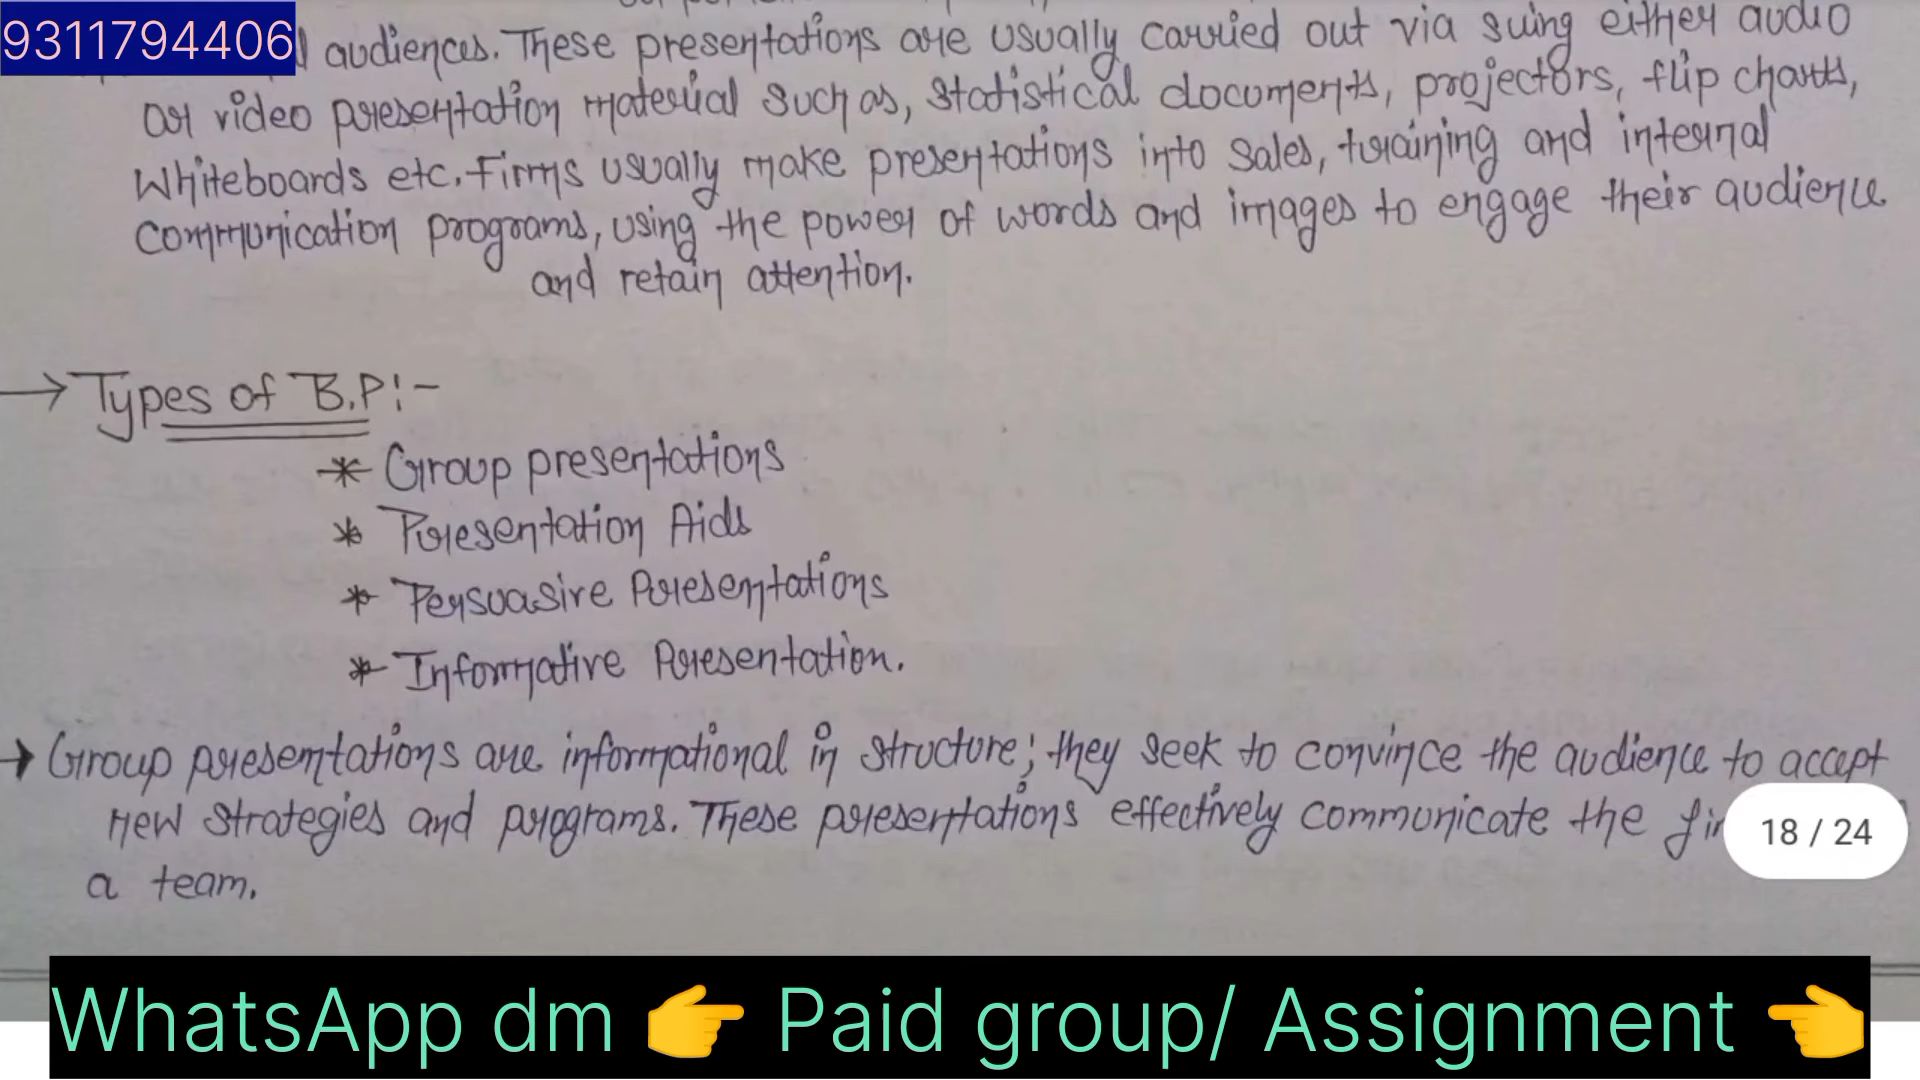 9311794406
audiences. These presentations are usually carried out via suing either audio
or video presentation material such as, statistical documents, projectors, flip charts,
Whiteboards etc. Firms usually make presentations into sales, training and internal
communication programs, using the power of words and images to engage their audience
and retain attention.
→ Types of B.P:-
* Group presentations
* Presentation Aids
* Persuasive Presentations
* Informative Presentation.
→ Group presentations are informational in structure; they seek to convince the audience to accept
new strategies and programs. These presentations effectively communicate the
18 / 24
a team.
WhatsApp dm 👉 Paid group/ Assignment 👈